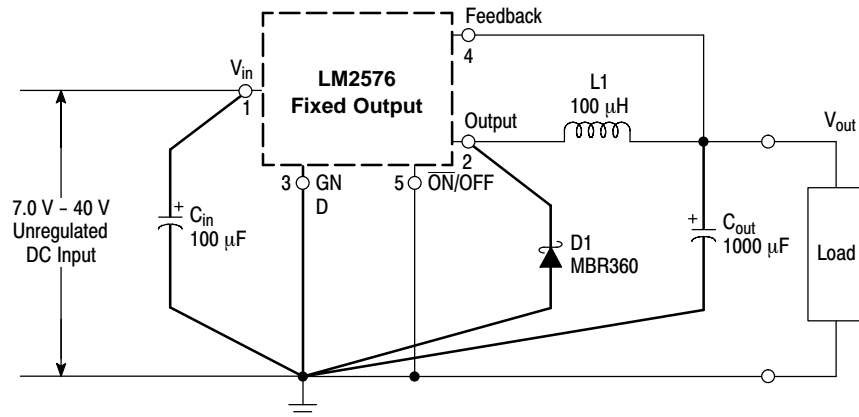 Feedback
4
V_in
1
LM2576
Fixed Output
L1
100 μH
Output
2
V_out
3
GN
D
5
O̅N̅/OFF
7.0 V - 40 V
Unregulated
DC Input
+
C_in
100 μF
D1
MBR360
+
C_out
1000 μF
Load